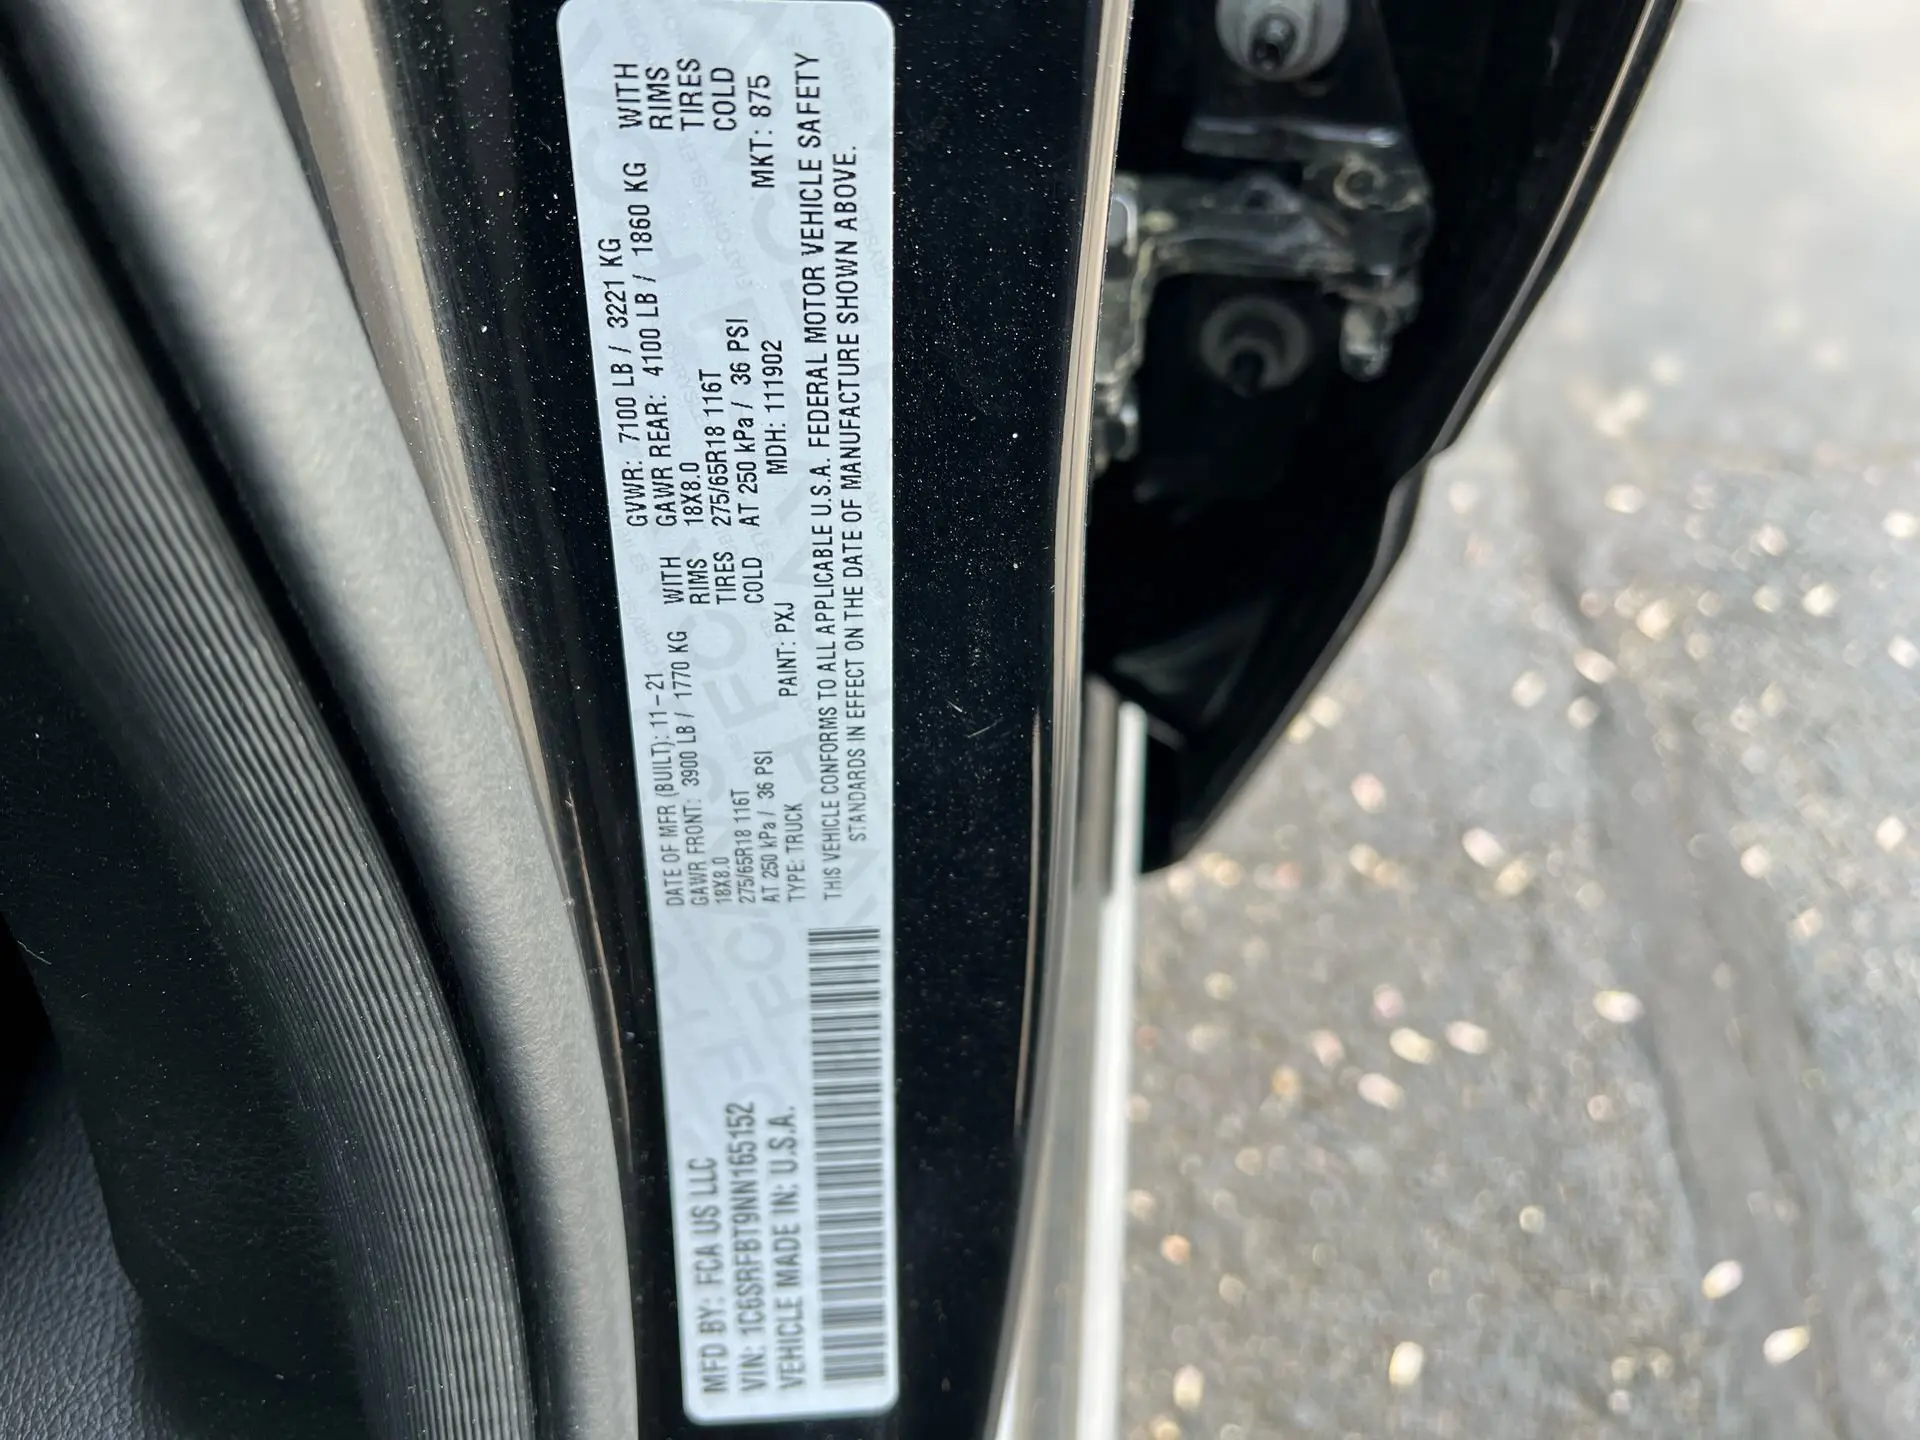 MFD BY: FCA US LLC
VIN: 1C6SRFBT9NN165152
VEHICLE MADE IN: U.S.A.
DATE OF MFR (BUILT): 11-21 GVWR: 7100 LB / 3221 KG
GAWR FRONT: 3900 LB / 1770 KG WITH GAWR REAR: 4100 LB / 1860 KG WITH
18X8.0 RIMS 18X8.0 RIMS
275/65R18 116T TIRES 275/65R18 116T TIRES
AT 250 kPa / 36 PSI COLD AT 250 kPa / 36 PSI COLD
TYPE: TRUCK PAINT: PXJ MDH: 111902 MKT: 875
THIS VEHICLE CONFORMS TO ALL APPLICABLE U.S.A. FEDERAL MOTOR VEHICLE SAFETY
STANDARDS IN EFFECT ON THE DATE OF MANUFACTURE SHOWN ABOVE.